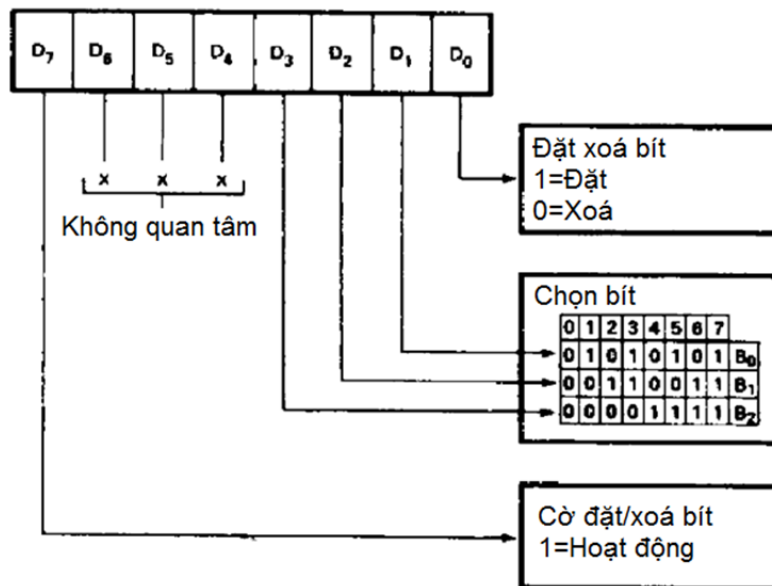 D7 D6 D5 D4 D3 D2 D1 D0
Đặt xoá bít
1=Đặt
0=Xoá
x x x
Không quan tâm
Chọn bít
0 1 2 3 4 5 6 7
0 1 0 1 0 1 0 1 B0
0 0 1 1 0 0 1 1 B1
0 0 0 0 1 1 1 1 B2
Cờ đặt/xoá bít
1=Hoạt động